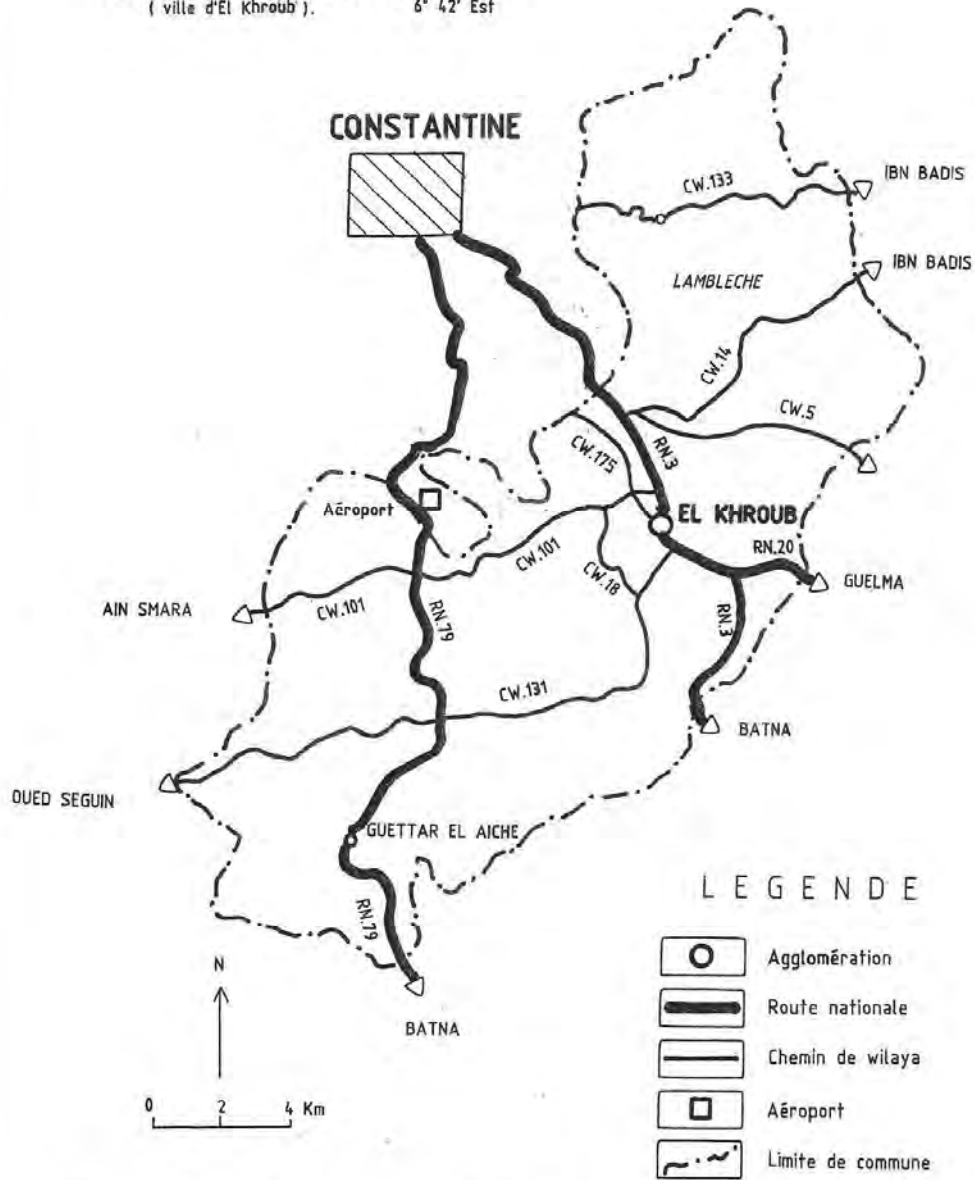 ( ville d'El Khroub ). 6° 42' Est
CONSTANTINE
IBN BADIS
CW.133
IBN BADIS
LAMBLECHE
CW.14
CW.5
CW.175
RN.3
Aéroport
EL KHROUB
RN.20
CW.101
GUELMA
CW.18
AIN SMARA
CW.101
RN.79
RN.3
CW.131
BATNA
OUED SEGUIN
GUETTAR EL AICHE
RN.79
BATNA
N
0 2 4 Km
LEGENDE
Agglomération
Route nationale
Chemin de wilaya
Aéroport
Limite de commune